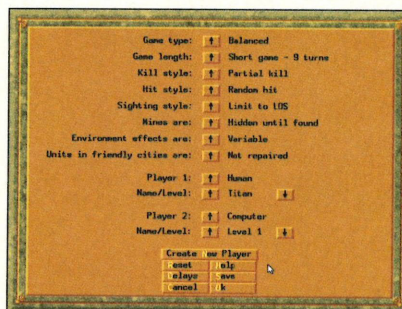 Game type: Balanced
Game length: Short game - 9 turns
Kill style: Partial kill
Hit style: Random hit
Sighting style: Limit to LOS
Mines are: Hidden until found
Environment effects are: Variable
Units in friendly cities are: Not repaired
Player 1: Human
Name/Level: Titan
Player 2: Computer
Name/Level: Level 1
Create New Player
Reset Help
Delays Save
Cancel Ok